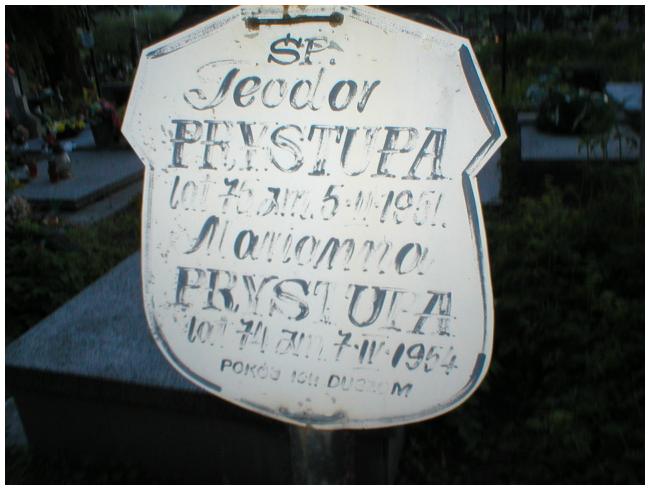 ŚP.
Teodor
PRYSTUPA
lat 75 zm. 5·II·1951.
Marianna
PRYSTUPA
lat 74 zm. 7·IV·1954
POKÓJ ICH DUSZOM